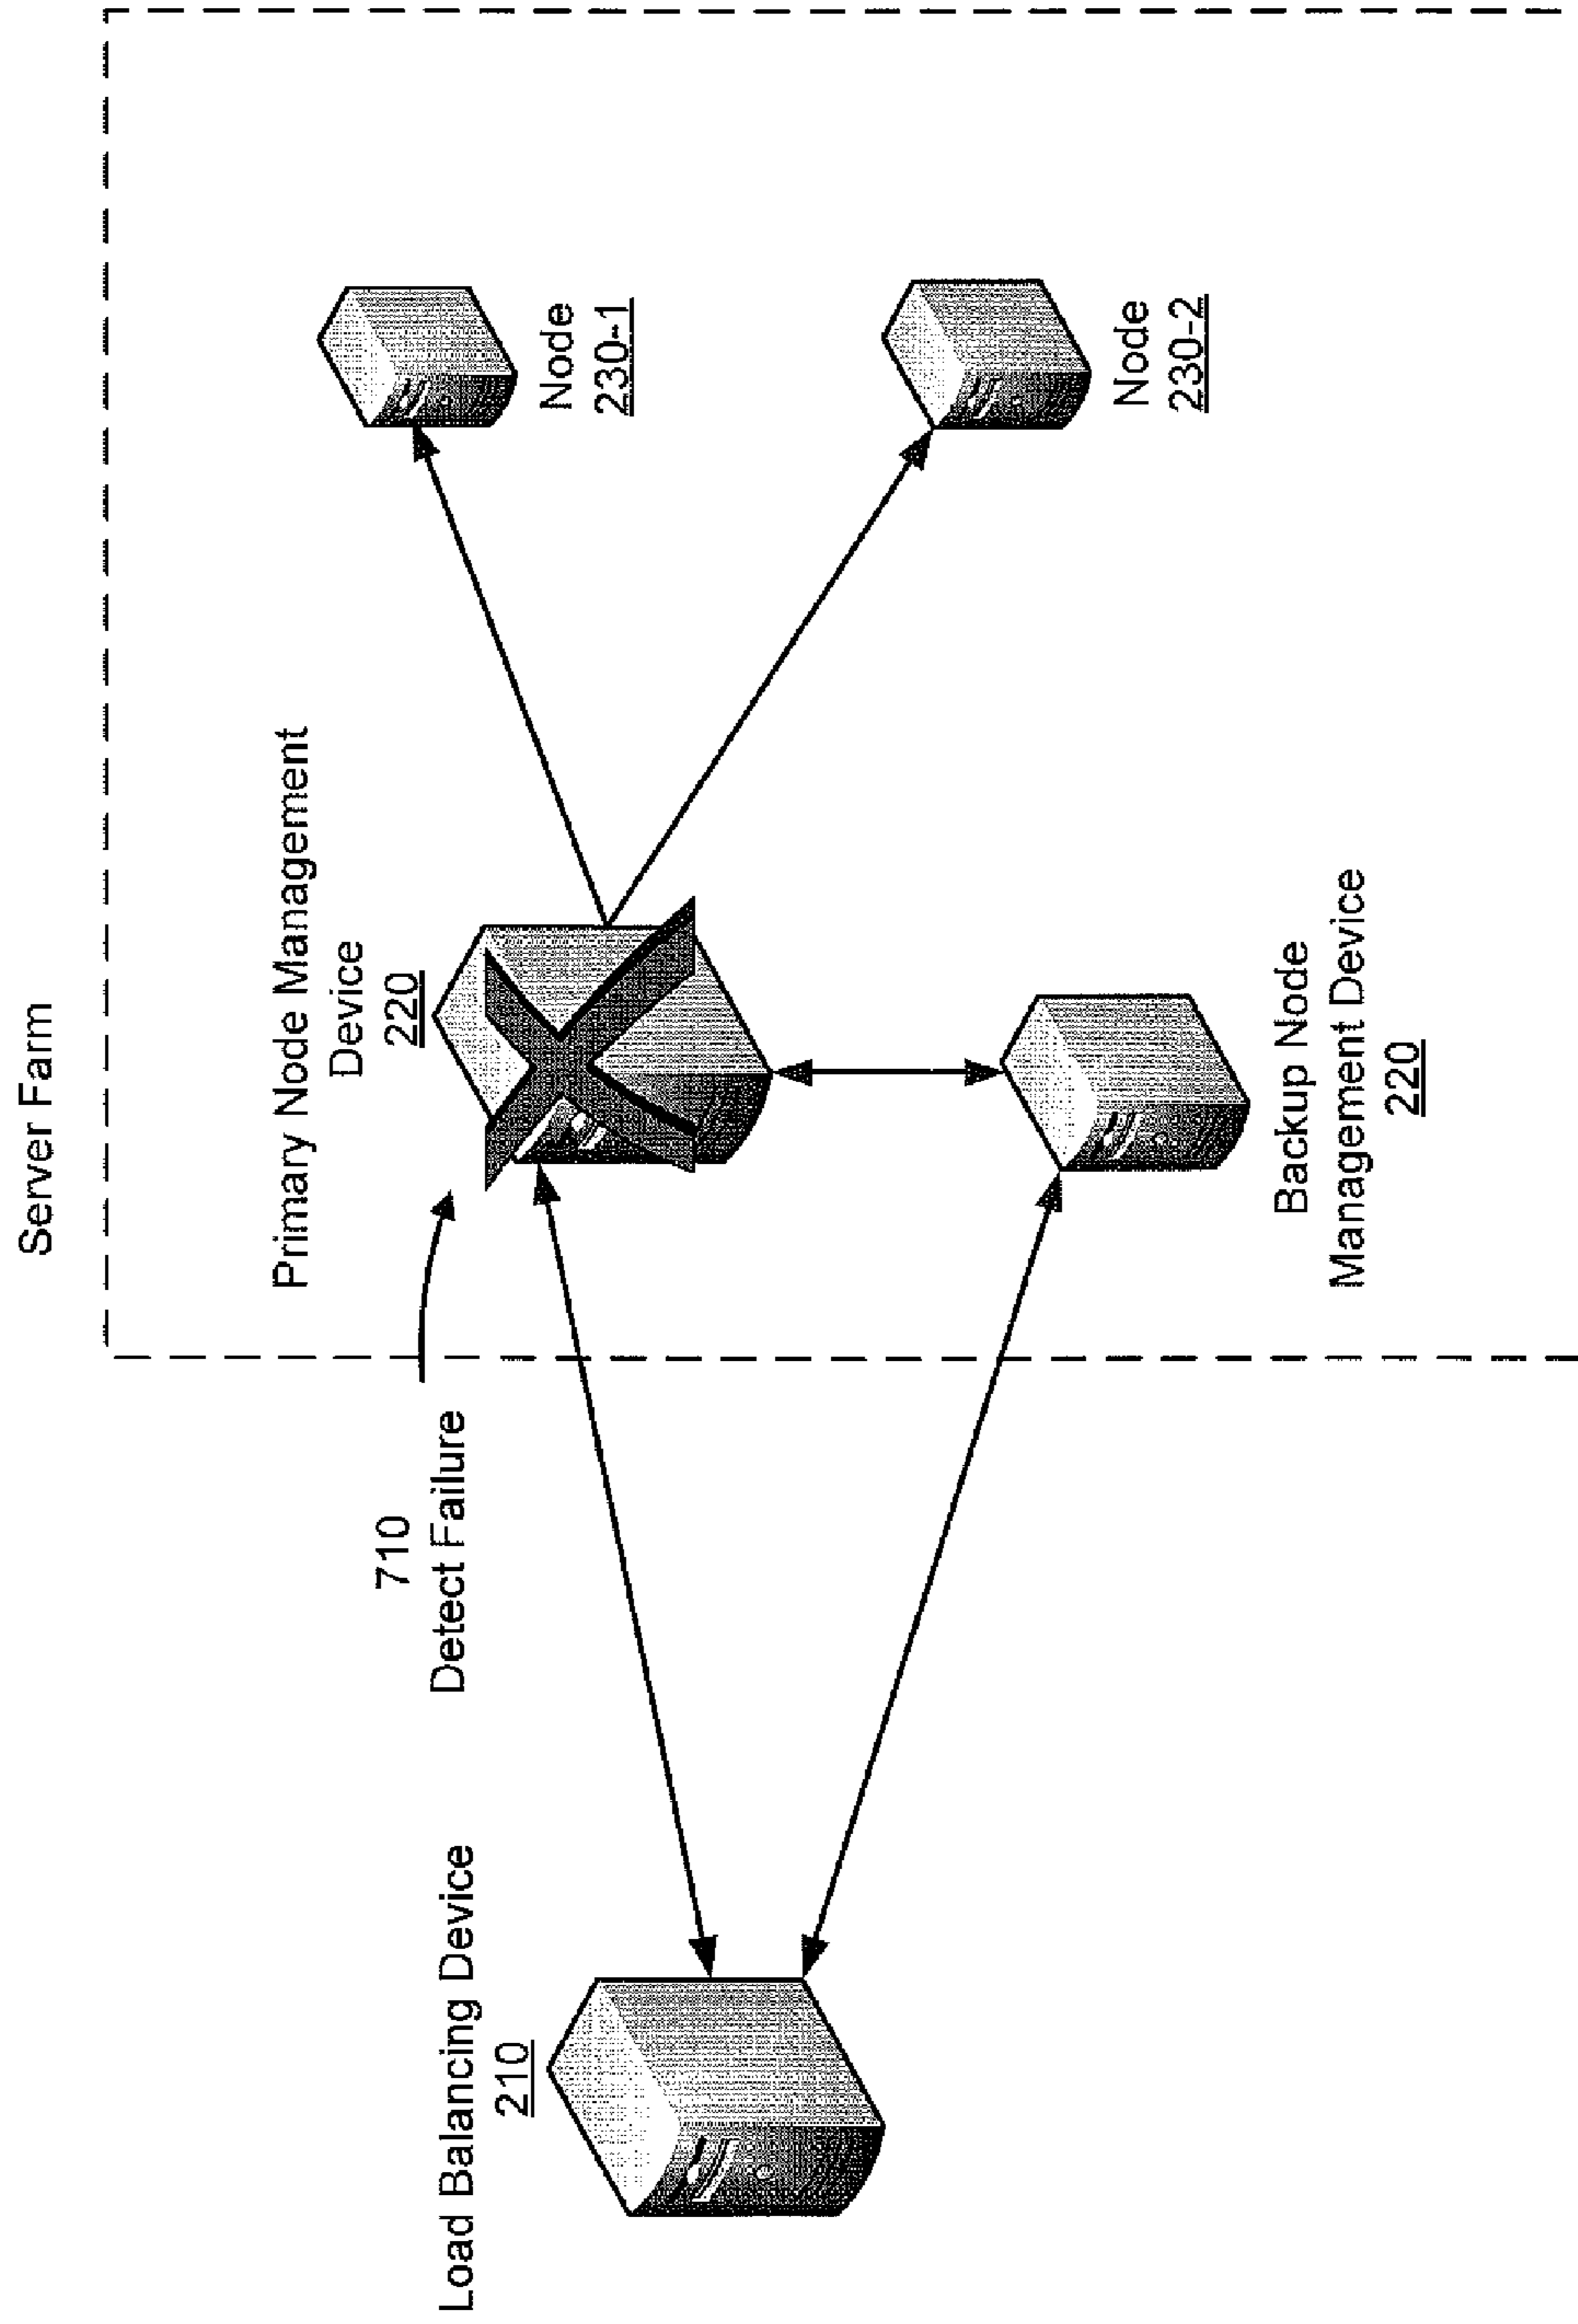 Server Farm
Primary Node Management
Device
220
710
Detect Failure
Load Balancing Device
210
Node
230-1
Node
230-2
Backup Node
Management Device
220